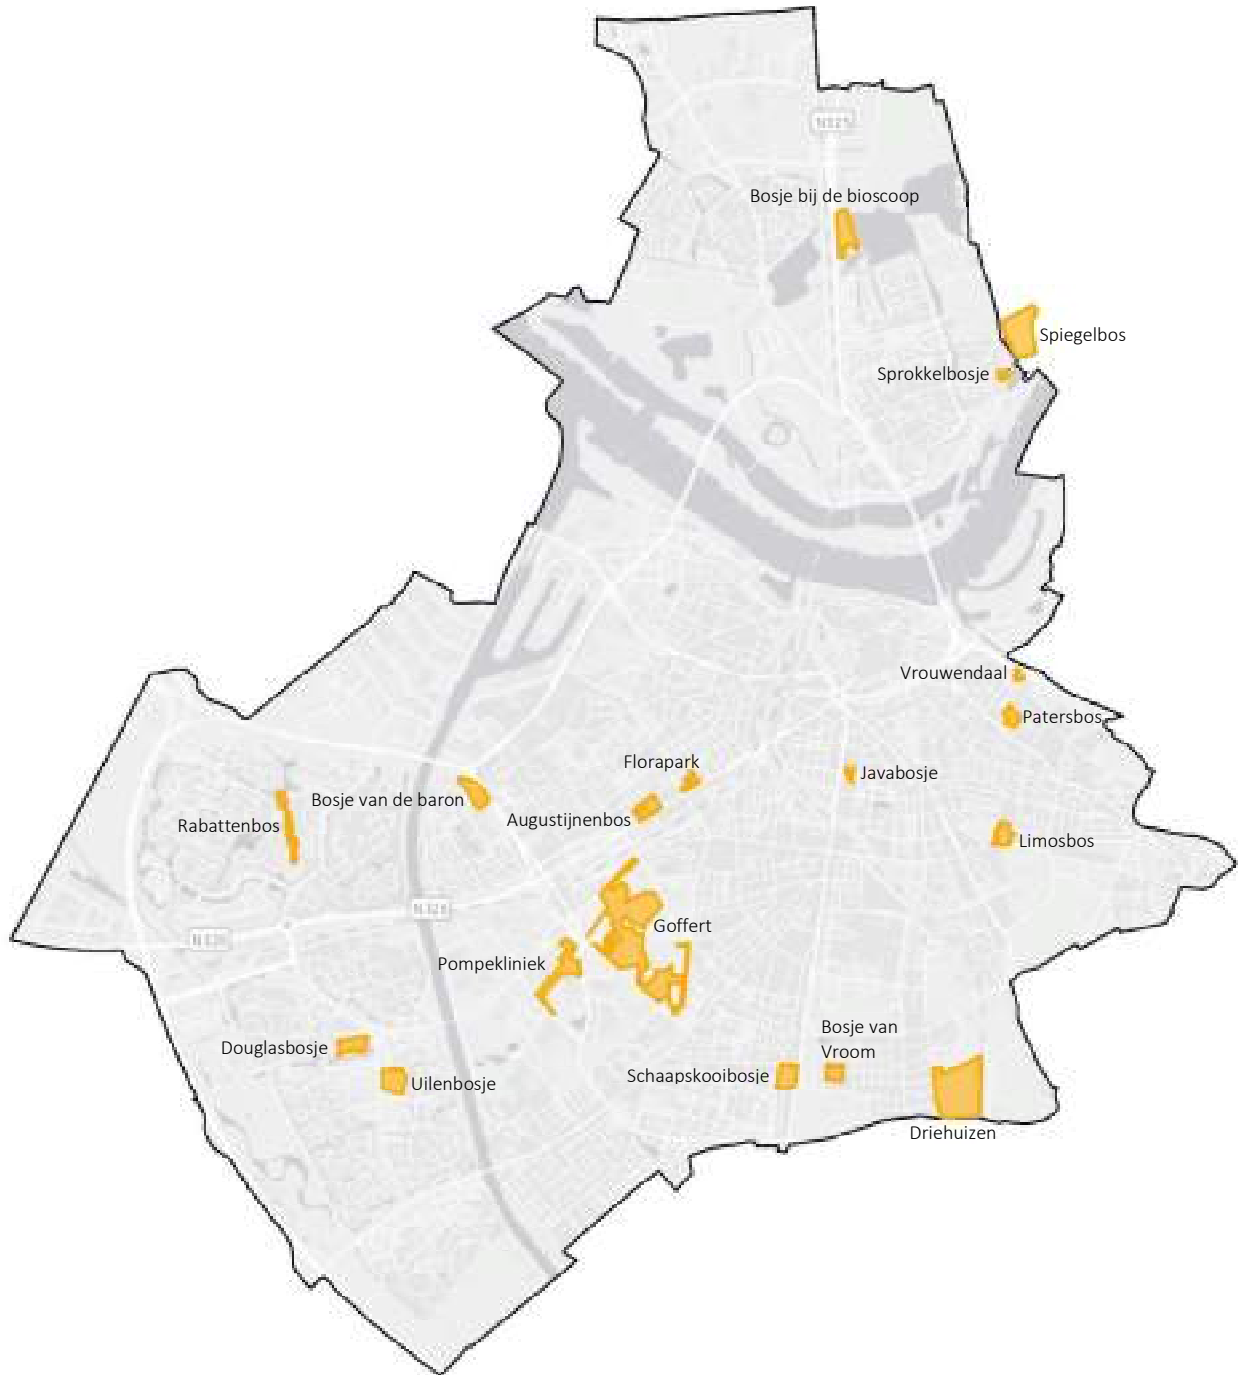 N325
Bosje bij de bioscoop
Spiegelbos
Sprokkelbosje
Vrouwendaal
Patersbos
Florapark
Javabosje
Bosje van de baron
Augustijnenbos
Rabattenbos
Limosbos
N326
Goffert
Pompekliniek
Bosje van
Vroom
Douglasbosje
Schaapskooibosje
Uilenbosje
Driehuizen